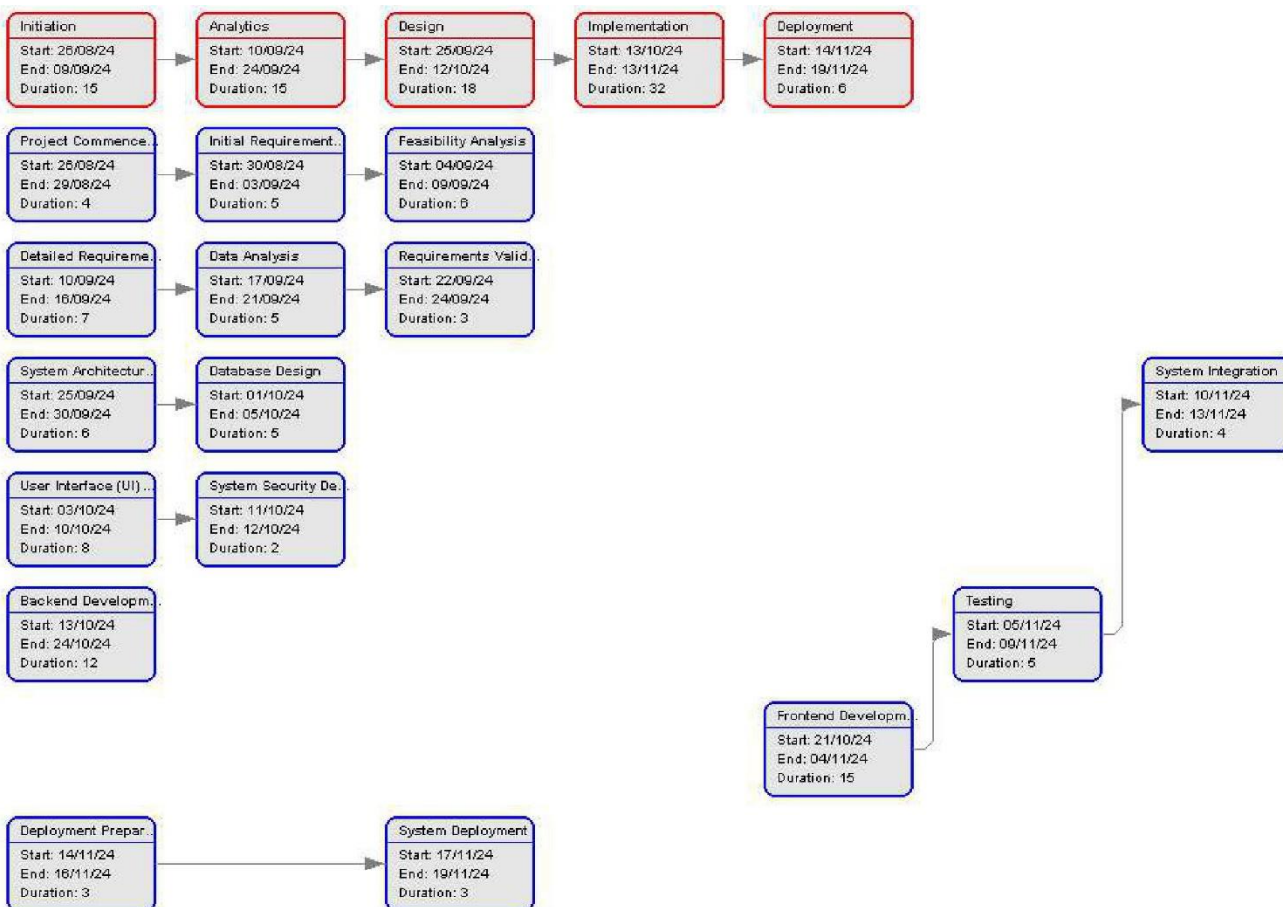 Initiation
Start: 26/08/24
End: 09/09/24
Duration: 15
Analytics
Start: 10/09/24
End: 24/09/24
Duration: 15
Design
Start: 25/09/24
End: 12/10/24
Duration: 18
Implementation
Start: 13/10/24
End: 13/11/24
Duration: 32
Deployment
Start: 14/11/24
End: 19/11/24
Duration: 6
Project Commence...
Start: 26/08/24
End: 29/08/24
Duration: 4
Initial Requirement...
Start: 30/08/24
End: 03/09/24
Duration: 5
Feasibility Analysis
Start: 04/09/24
End: 09/09/24
Duration: 6
Detailed Requireme...
Start: 10/09/24
End: 16/09/24
Duration: 7
Data Analysis
Start: 17/09/24
End: 21/09/24
Duration: 5
Requirements Valid...
Start: 22/09/24
End: 24/09/24
Duration: 3
System Architectur...
Start: 25/09/24
End: 30/09/24
Duration: 6
Database Design
Start: 01/10/24
End: 05/10/24
Duration: 5
System Integration
Start: 10/11/24
End: 13/11/24
Duration: 4
User Interface (UI) ...
Start: 03/10/24
End: 10/10/24
Duration: 8
System Security De...
Start: 11/10/24
End: 12/10/24
Duration: 2
Backend Developm...
Start: 13/10/24
End: 24/10/24
Duration: 12
Testing
Start: 05/11/24
End: 09/11/24
Duration: 5
Frontend Developm...
Start: 21/10/24
End: 04/11/24
Duration: 15
Deployment Prepar...
Start: 14/11/24
End: 16/11/24
Duration: 3
System Deployment
Start: 17/11/24
End: 19/11/24
Duration: 3